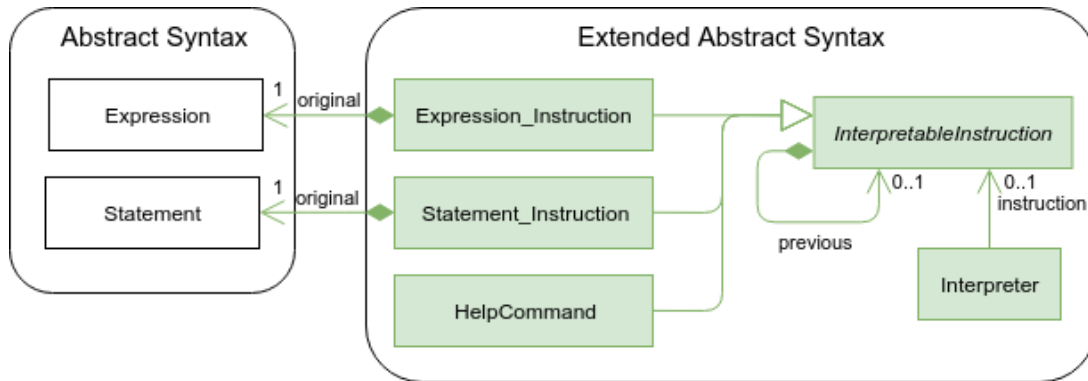 Abstract Syntax
Extended Abstract Syntax
Expression
1
original
Expression_Instruction
InterpretableInstruction
Statement
1
original
Statement_Instruction
0..1
previous
0..1
instruction
HelpCommand
Interpreter